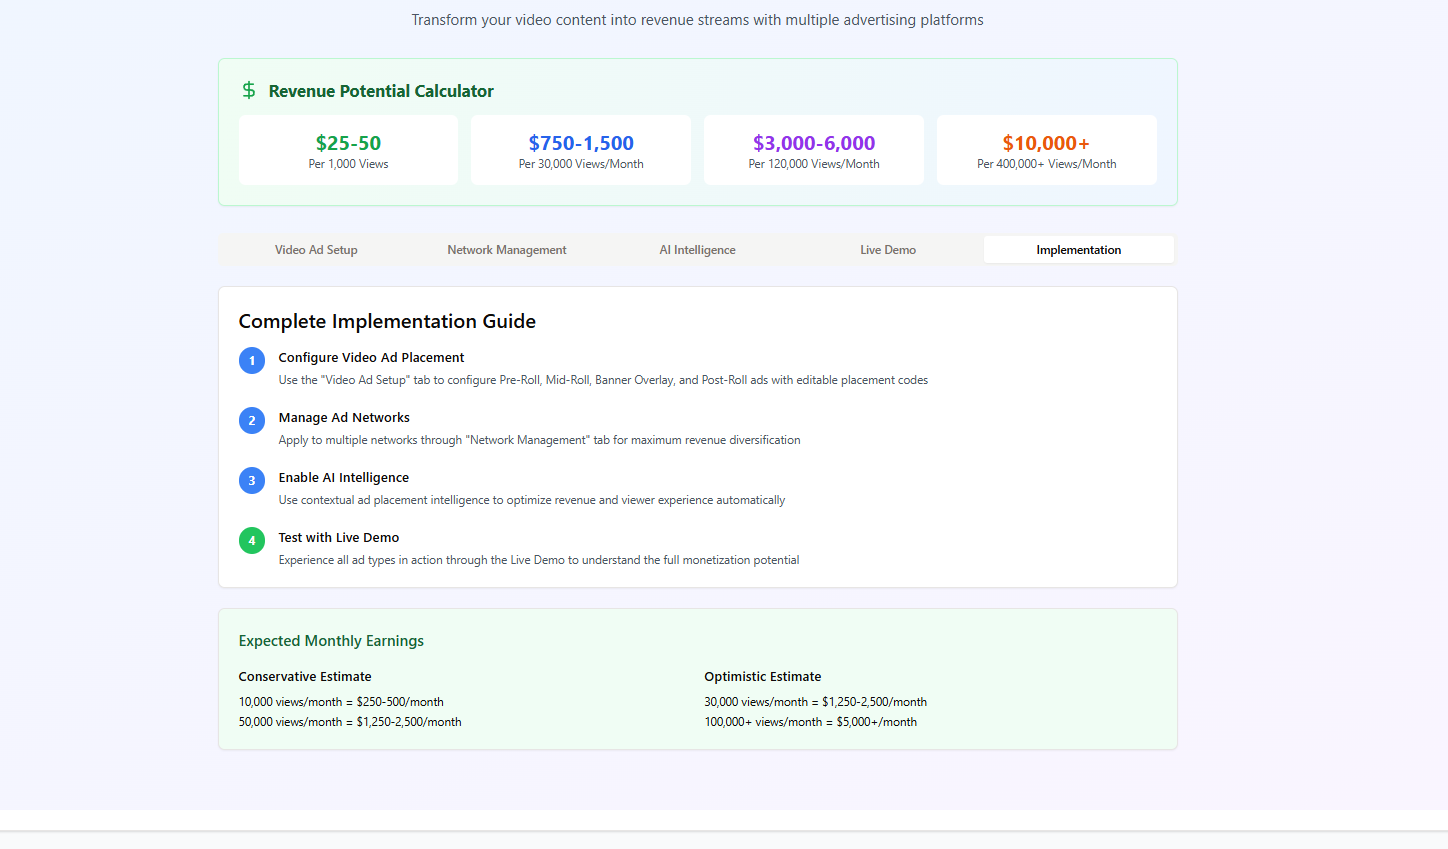 Transform your video content into revenue streams with multiple advertising platforms
Revenue Potential Calculator
$25-50
Per 1,000 Views
$750-1,500
Per 30,000 Views/Month
$3,000-6,000
Per 120,000 Views/Month
$10,000+
Per 400,000+ Views/Month
Video Ad Setup
Network Management
AI Intelligence
Live Demo
Implementation
Complete Implementation Guide
1
Configure Video Ad Placement
Use the "Video Ad Setup" tab to configure Pre-Roll, Mid-Roll, Banner Overlay, and Post-Roll ads with editable placement codes
2
Manage Ad Networks
Apply to multiple networks through "Network Management" tab for maximum revenue diversification
3
Enable AI Intelligence
Use contextual ad placement intelligence to optimize revenue and viewer experience automatically
4
Test with Live Demo
Experience all ad types in action through the Live Demo to understand the full monetization potential
Expected Monthly Earnings
Conservative Estimate
10,000 views/month = $250-500/month
50,000 views/month = $1,250-2,500/month
Optimistic Estimate
30,000 views/month = $1,250-2,500/month
100,000+ views/month = $5,000+/month